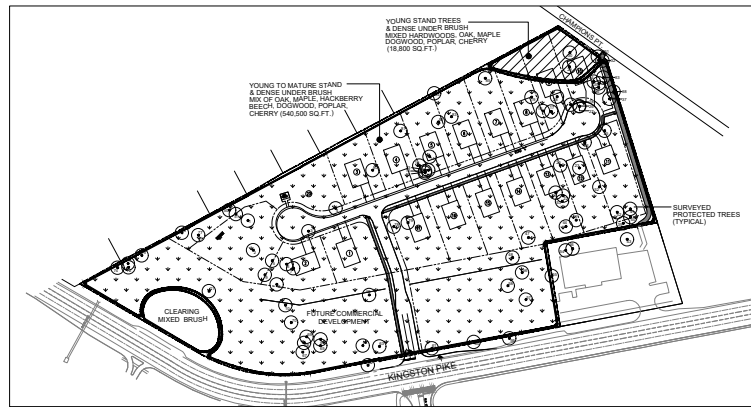 YOUNG STAND TREES
& DENSE UNDER BRUSH
MIXED HARDWOODS. OAK, MAPLE
DOGWOOD, POPLAR, CHERRY
(18,800 SQ.FT.)
CHAMPIONS PT.
YOUNG TO MATURE STAND
& DENSE UNDER BRUSH
MIX OF OAK, MAPLE, HACKBERRY
BEECH, DOGWOOD, POPLAR,
CHERRY (540,500 SQ.FT.)
SURVEYED
PROTECTED TREES
(TYPICAL)
CLEARING
MIXED BRUSH
FUTURE COMMERCIAL
DEVELOPMENT
KINGSTON PIKE